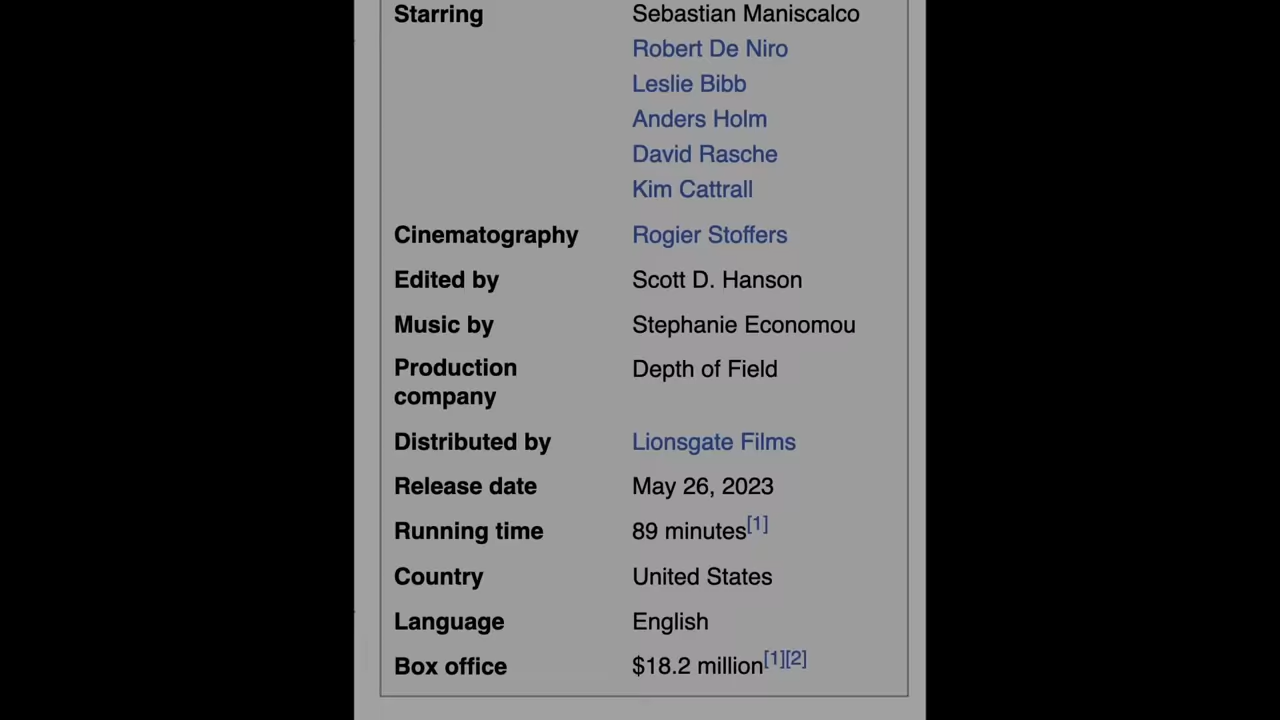 Starring Sebastian Maniscalco
Robert De Niro
Leslie Bibb
Anders Holm
David Rasche
Kim Cattrall
Cinematography Rogier Stoffers
Edited by Scott D. Hanson
Music by Stephanie Economou
Production company Depth of Field
Distributed by Lionsgate Films
Release date May 26, 2023
Running time 89 minutes[1]
Country United States
Language English
Box office $18.2 million[1][2]